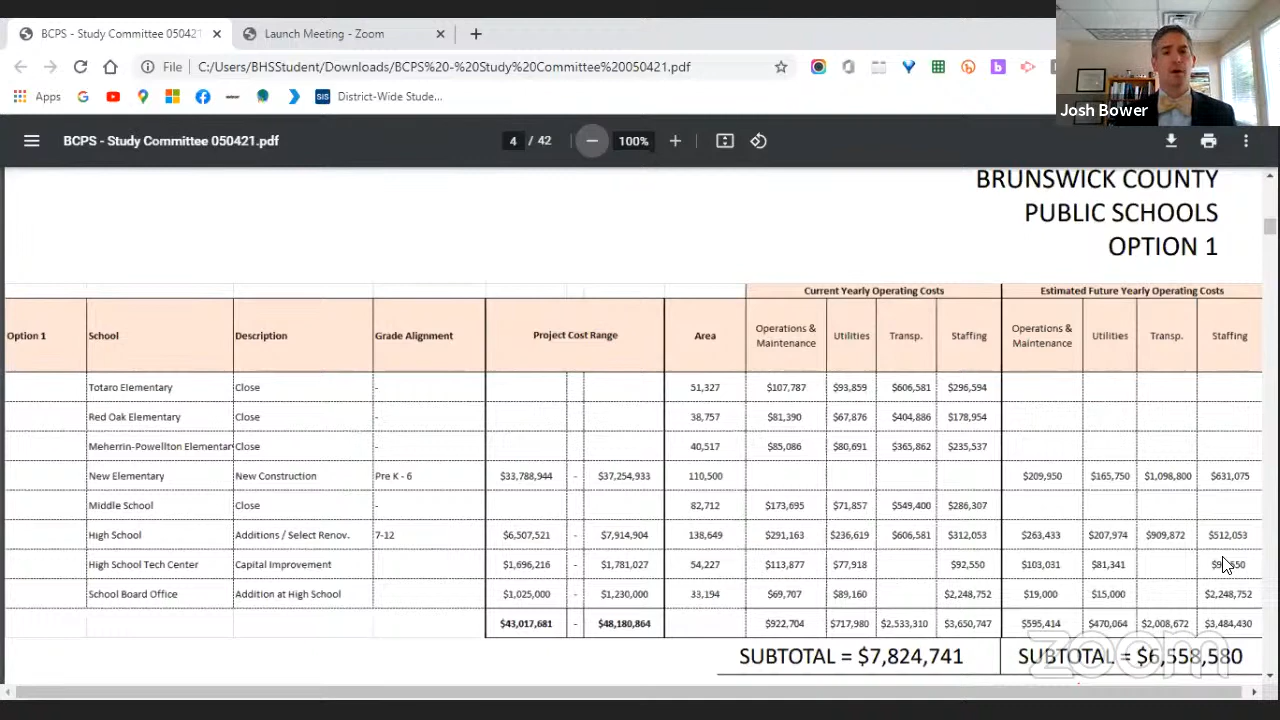 BCPS - Study Committee 050421
Launch Meeting - Zoom
File C:/Users/BHSStudent/Downloads/BCPS%20-%20Study%20Committee%20050421.pdf
Apps District-Wide Stude...
Josh Bower
BCPS - Study Committee 050421.pdf 4 / 42 100%
BRUNSWICK COUNTY
PUBLIC SCHOOLS
OPTION 1
Current Yearly Operating Costs Estimated Future Yearly Operating Costs
Option 1 School Description Grade Alignment Project Cost Range Area Operations & Maintenance Utilities Transp. Staffing Operations & Maintenance Utilities Transp. Staffing
Totaro Elementary Close - 51,327 $107,787 $93,859 $606,581 $296,594
Red Oak Elementary Close - 38,757 $81,390 $67,876 $404,886 $178,954
Meherrin-Powellton Elementar Close - 40,517 $85,086 $80,691 $365,862 $235,537
New Elementary New Construction Pre K - 6 $33,788,944 - $37,254,933 110,500 $209,950 $165,750 $1,098,800 $631,075
Middle School Close - 82,712 $173,695 $71,857 $549,400 $286,307
High School Additions / Select Renov. 7-12 $6,507,521 - $7,914,904 138,649 $291,163 $236,619 $606,581 $312,053 $263,433 $207,974 $909,872 $512,053
High School Tech Center Capital Improvement $1,696,216 - $1,781,027 54,227 $113,877 $77,918 $92,550 $103,031 $81,341
School Board Office Addition at High School $1,025,000 - $1,230,000 33,194 $69,707 $89,160 $2,248,752 $19,000 $15,000 $2,248,752
$43,017,681 - $48,180,864 $922,704 $717,980 $2,533,310 $3,650,747 $595,414 $470,064 $2,008,672 $3,484,430
SUBTOTAL = $7,824,741 SUBTOTAL = $6,558,580
zoom